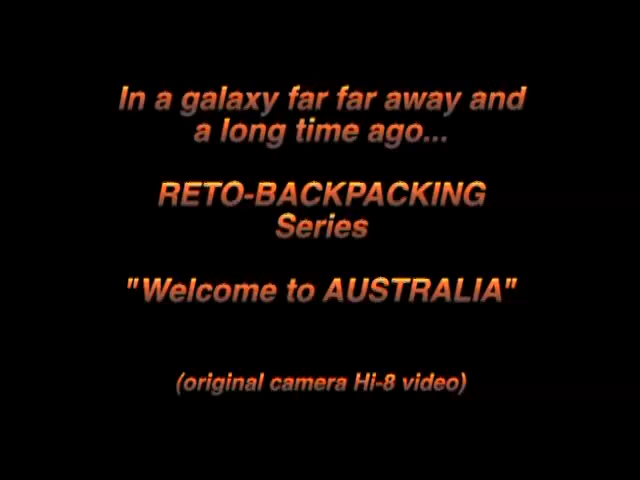 In a galaxy far far away and
a long time ago...
RETO-BACKPACKING
Series
"Welcome to AUSTRALIA"
(original camera Hi-8 video)